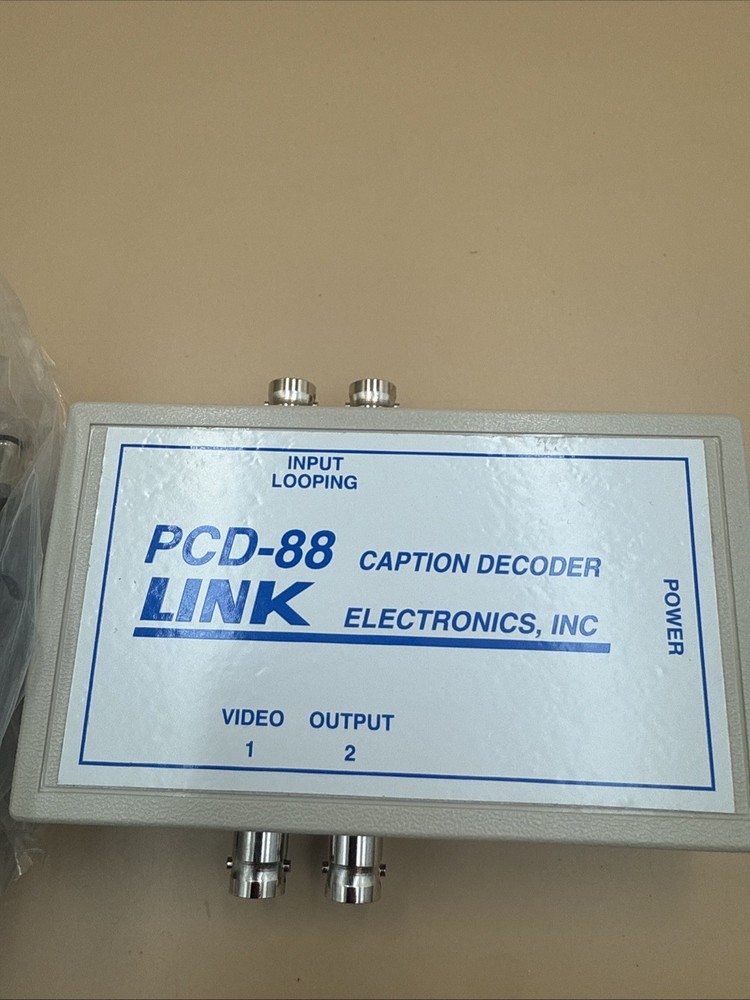 INPUT
LOOPING
PCD-88 CAPTION DECODER
LINK ELECTRONICS, INC
POWER
VIDEO OUTPUT
1 2